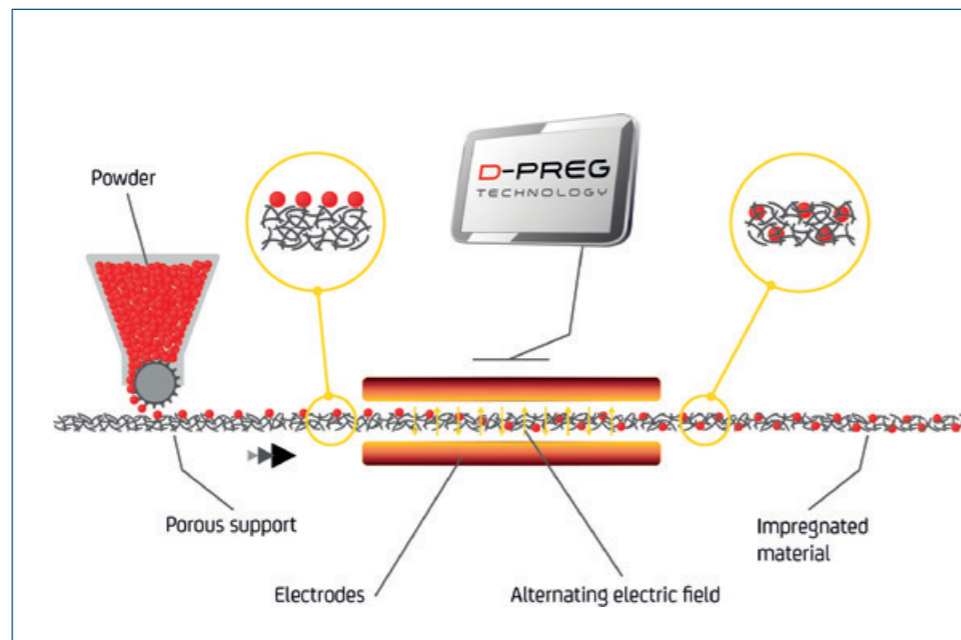 Powder
D-PREG
TECHNOLOGY
Porous support
Impregnated
material
Electrodes
Alternating electric field